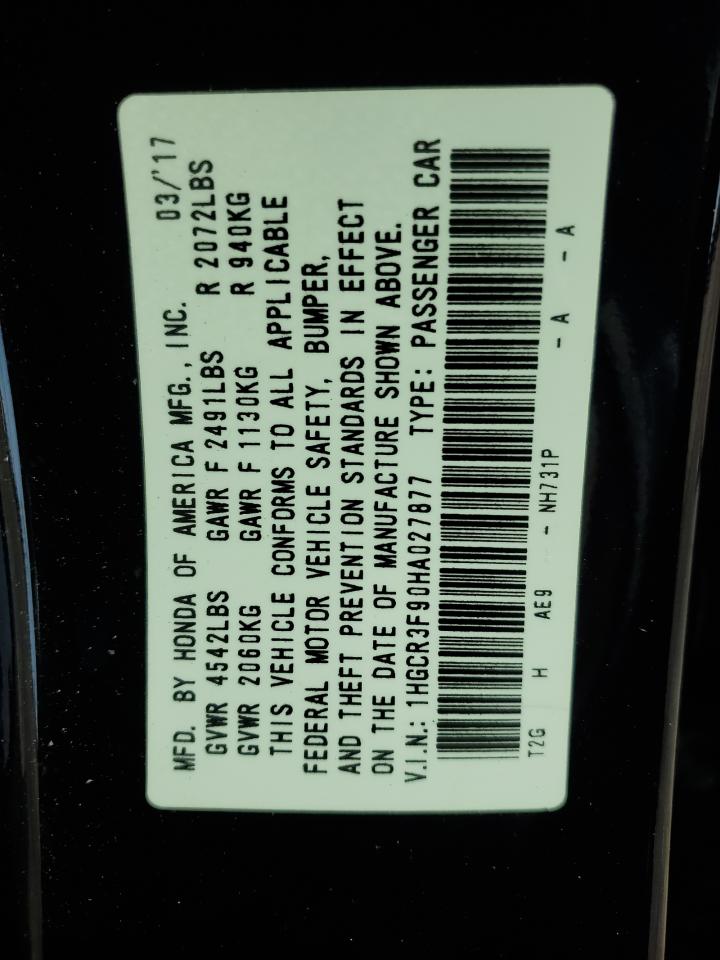 MFD. BY HONDA OF AMERICA MFG., INC. 03/'17
GVWR 4542LBS GAWR F 2491LBS R 2072LBS
GVWR 2060KG GAWR F 1130KG R 940KG
THIS VEHICLE CONFORMS TO ALL APPLICABLE
FEDERAL MOTOR VEHICLE SAFETY, BUMPER,
AND THEFT PREVENTION STANDARDS IN EFFECT
ON THE DATE OF MANUFACTURE SHOWN ABOVE.
V.I.N.: 1HGCR3F90HA027877 TYPE: PASSENGER CAR
T2G H AE9 - NH731P - A - A